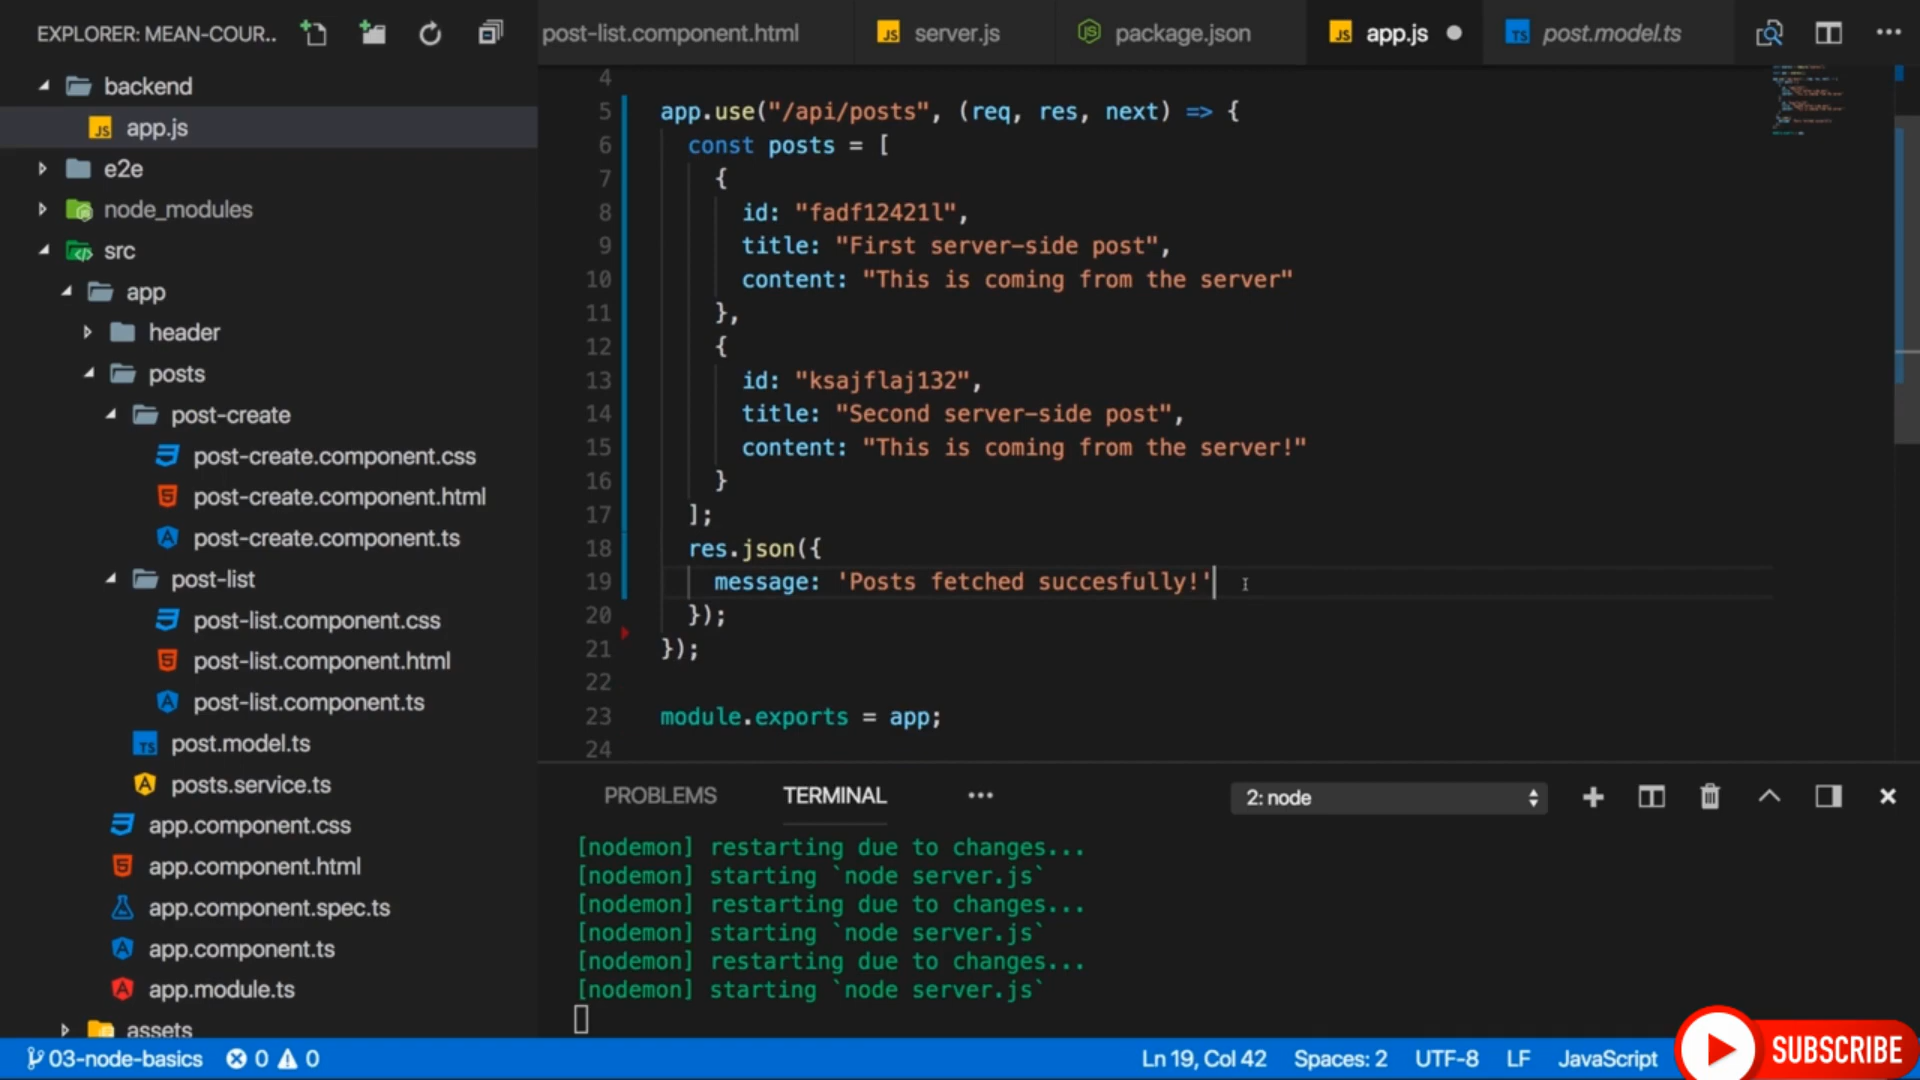 EXPLORER: MEAN-COUR..
backend
app.js
e2e
node_modules
src
app
header
posts
post-create
post-create.component.css
post-create.component.html
post-create.component.ts
post-list
post-list.component.css
post-list.component.html
post-list.component.ts
post.model.ts
posts.service.ts
app.component.css
app.component.html
app.component.spec.ts
app.component.ts
app.module.ts
assets
post-list.component.html
JS server.js
JS package.json
JS app.js
TS post.model.ts
4
5 app.use("/api/posts", (req, res, next) => {
6 const posts = [
7 {
8 id: "fadf12421l",
9 title: "First server-side post",
10 content: "This is coming from the server"
11 },
12 {
13 id: "ksajflaj132",
14 title: "Second server-side post",
15 content: "This is coming from the server!"
16 }
17 ];
18 res.json({
19 message: 'Posts fetched succesfully!'
20 });
21 });
22
23 module.exports = app;
24
PROBLEMS TERMINAL ... 2: node
[nodemon] restarting due to changes...
[nodemon] starting `node server.js`
[nodemon] restarting due to changes...
[nodemon] starting `node server.js`
[nodemon] restarting due to changes...
[nodemon] starting `node server.js`
03-node-basics 0 0 Ln 19, Col 42 Spaces: 2 UTF-8 LF JavaScript
SUBSCRIBE